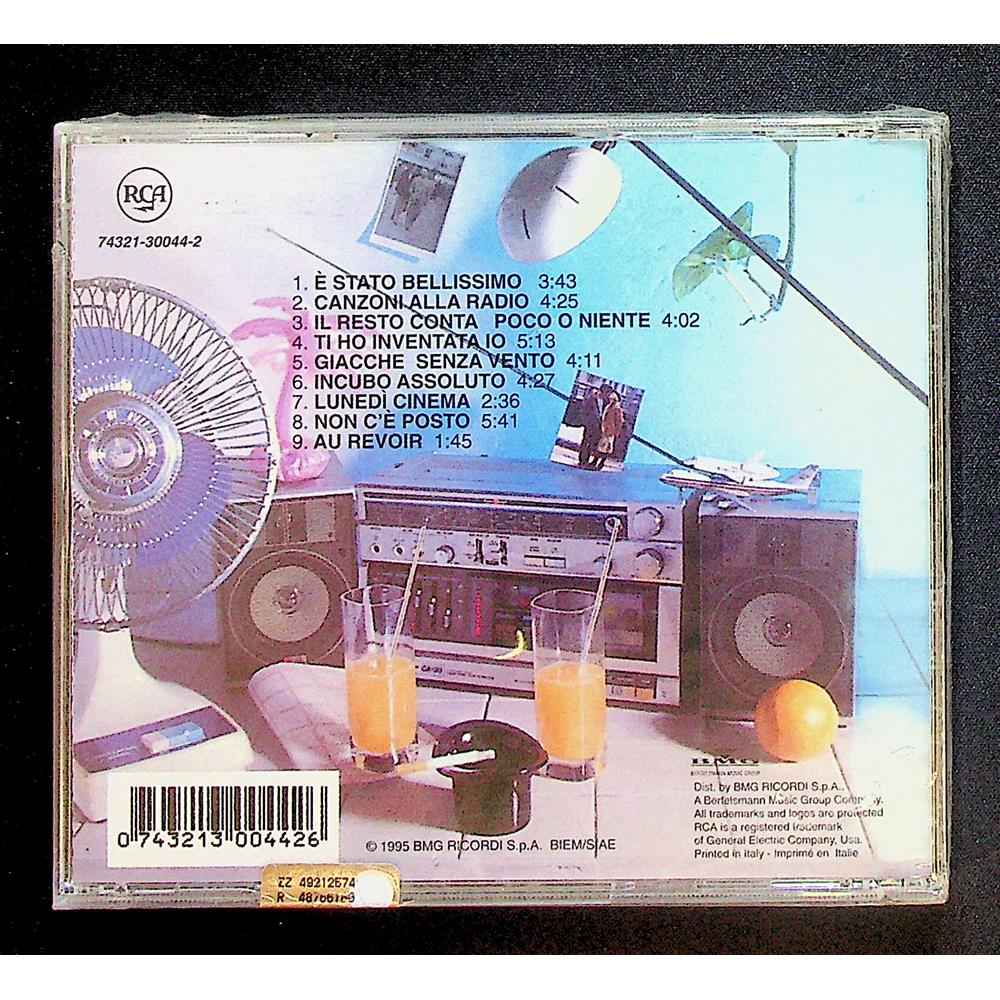 RCA
74321-30044-2
1. È STATO BELLISSIMO 3:43
2. CANZONI ALLA RADIO 4:25
3. IL RESTO CONTA POCO O NIENTE 4:02
4. TI HO INVENTATA IO 5:13
5. GIACCHE SENZA VENTO 4:11
6. INCUBO ASSOLUTO 4:27
7. LUNEDÌ CINEMA 2:36
8. NON C'È POSTO 5:41
9. AU REVOIR 1:45
BMG
BERTELSMANN MUSIC GROUP
Dist. by BMG RICORDI S.p.A.
A Bertelsmann Music Group Company.
All trademarks and logos are protected
RCA is a registered trademark
of General Electric Company, Usa.
Printed in Italy - Imprimé en Italie
0 743213 004426
© 1995 BMG RICORDI S.p.A. BIEM/SIAE
ZZ 49212574